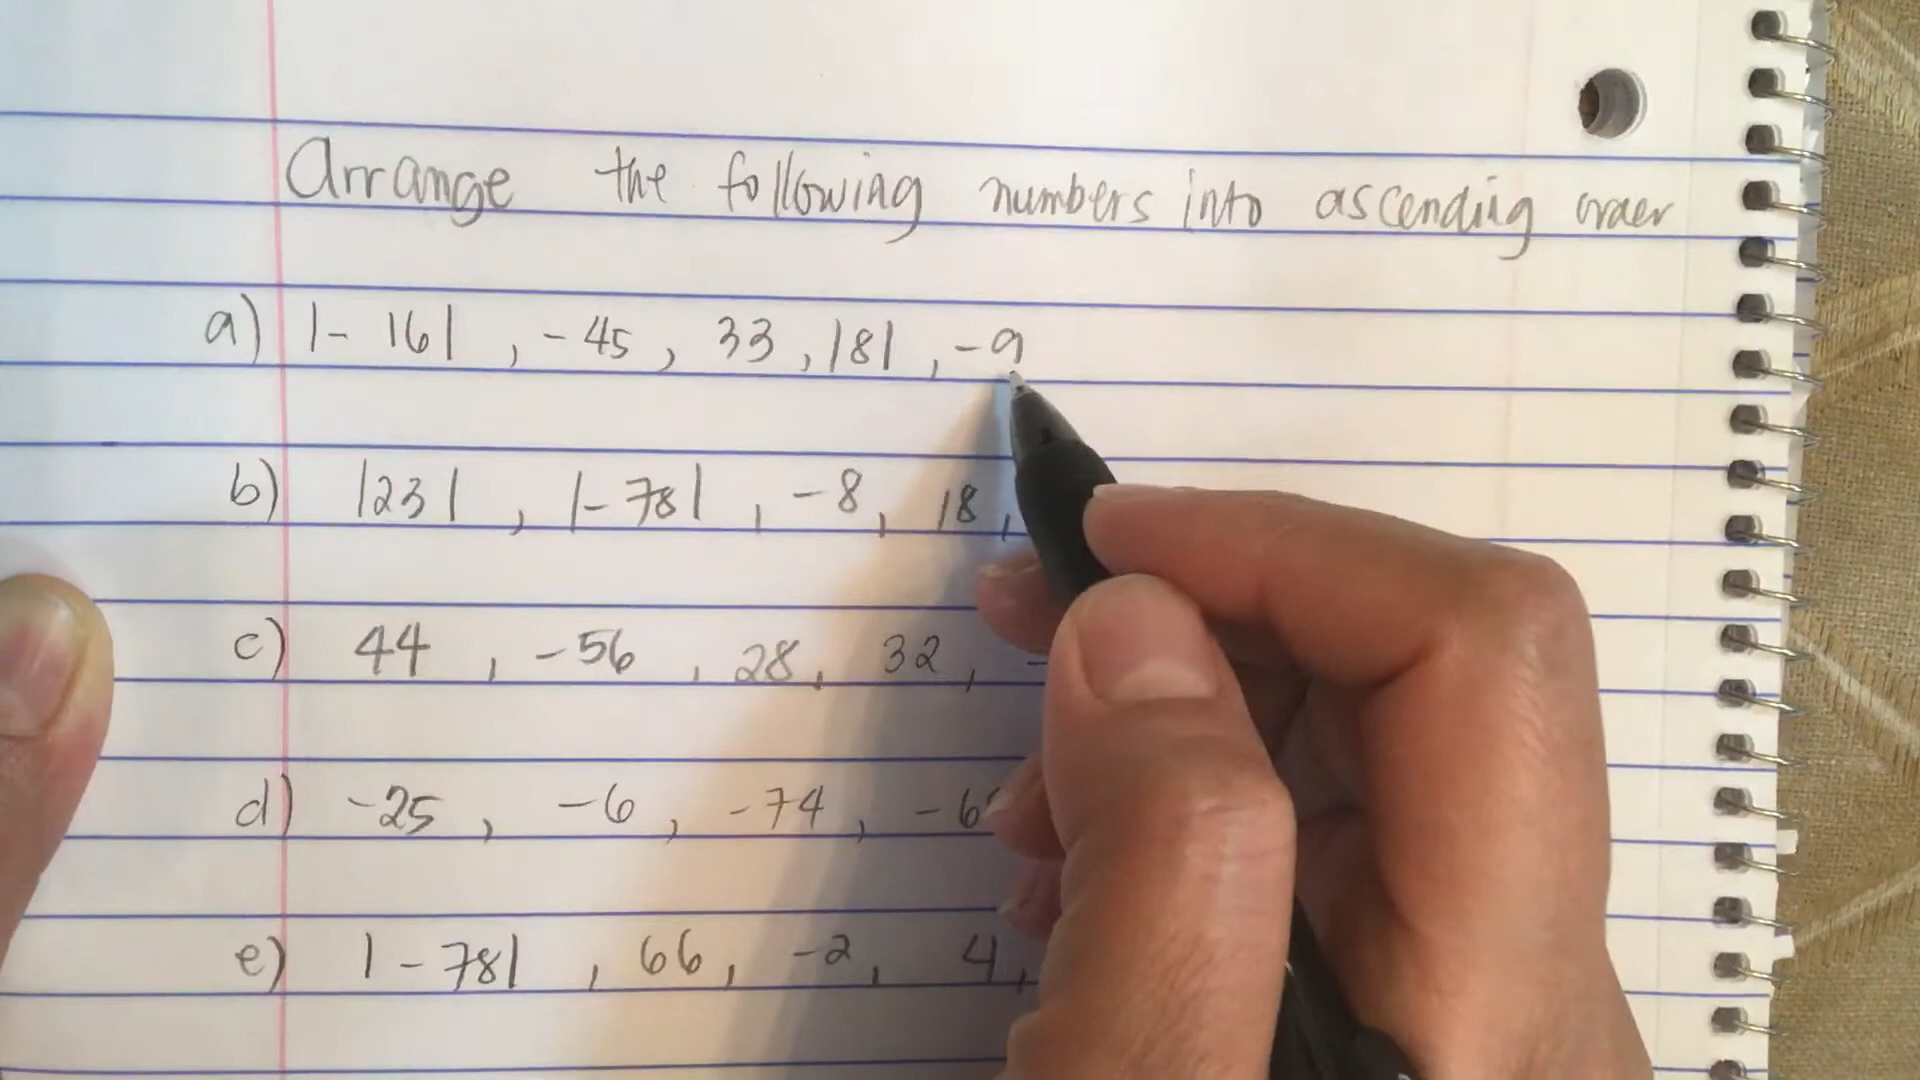 Arrange the following numbers into ascending order
a) |- 16| , - 45 , 33 , |8| , - 9
b) |23| , |- 78| , - 8 , 18 ,
c) 44 , - 56 , 28 , 32 , -
d) -25 , - 6 , - 74 , - 6
e) |- 78| , 66 , - 2 , 4 ,